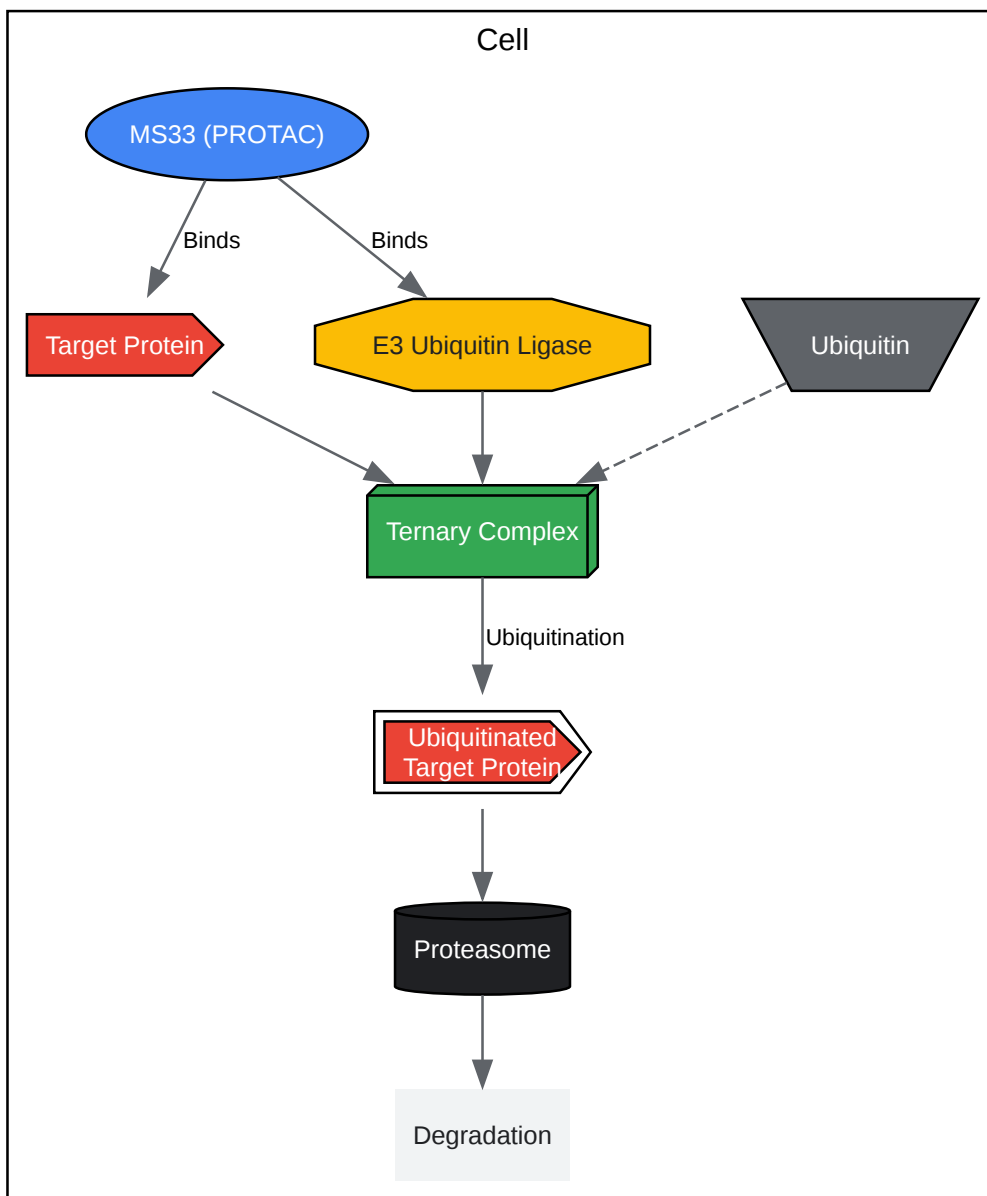 Cell
MS33 (PROTAC)
Binds
Binds
Target Protein
E3 Ubiquitin Ligase
Ubiquitin
Ternary Complex
Ubiquitination
Ubiquitinated
Target Protein
Proteasome
Degradation